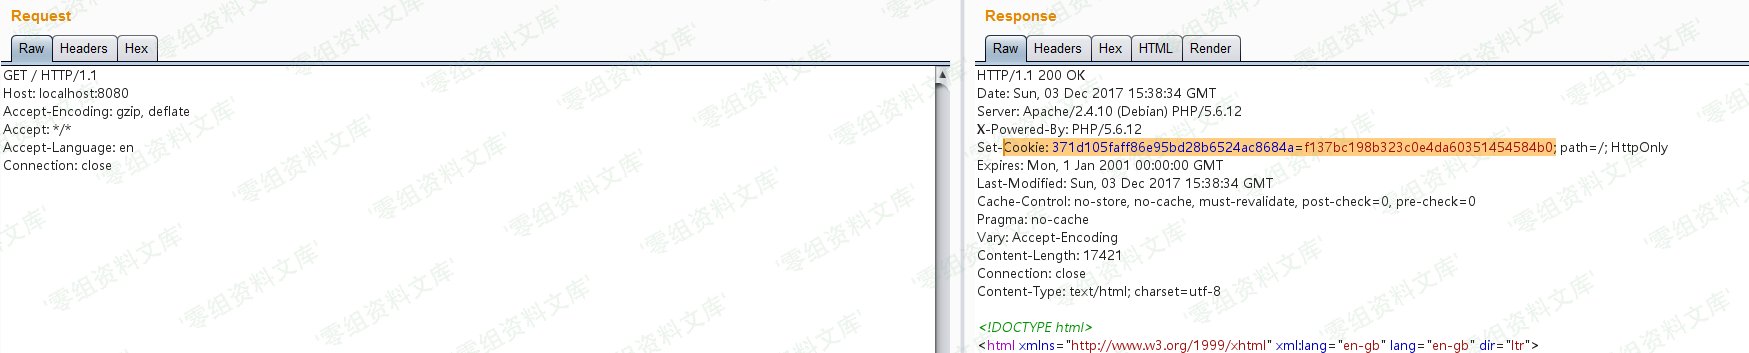 Request
Raw Headers Hex
GET / HTTP/1.1
Host: localhost:8080
Accept-Encoding: gzip, deflate
Accept: */*
Accept-Language: en
Connection: close
Response
Raw Headers Hex HTML Render
HTTP/1.1 200 OK
Date: Sun, 03 Dec 2017 15:38:34 GMT
Server: Apache/2.4.10 (Debian) PHP/5.6.12
X-Powered-By: PHP/5.6.12
Set-Cookie: 371d105faff86e95bd28b6524ac8684a=f137bc198b323c0e4da60351454584b0; path=/; HttpOnly
Expires: Mon, 1 Jan 2001 00:00:00 GMT
Last-Modified: Sun, 03 Dec 2017 15:38:34 GMT
Cache-Control: no-store, no-cache, must-revalidate, post-check=0, pre-check=0
Pragma: no-cache
Vary: Accept-Encoding
Content-Length: 17421
Connection: close
Content-Type: text/html; charset=utf-8
<!DOCTYPE html>
<html xmlns="http://www.w3.org/1999/xhtml" xml:lang="en-gb" lang="en-gb" dir="ltr">
'零组资料文库'